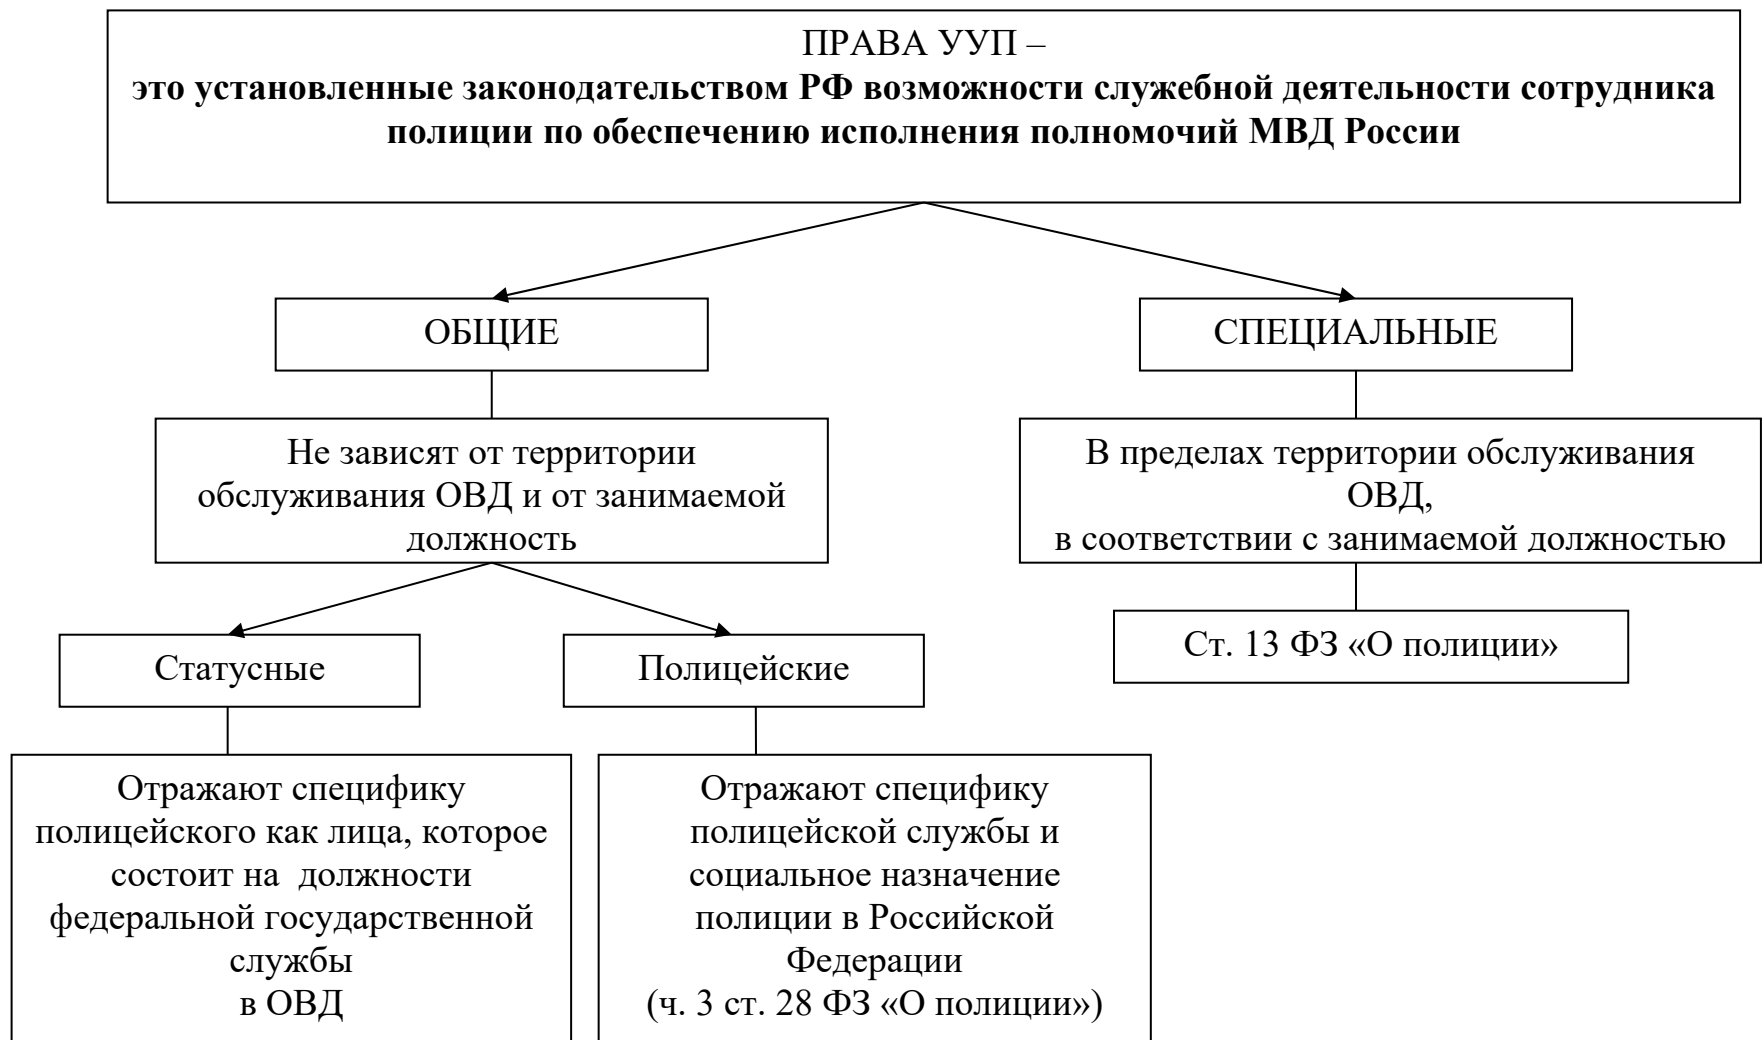 ПРАВА УУП –
это установленные законодательством РФ возможности служебной деятельности сотрудника
полиции по обеспечению исполнения полномочий МВД России
ОБЩИЕ
СПЕЦИАЛЬНЫЕ
Не зависят от территории
обслуживания ОВД и от занимаемой
должность
В пределах территории обслуживания
ОВД,
в соответствии с занимаемой должностью
Статусные
Полицейские
Ст. 13 ФЗ «О полиции»
Отражают специфику
полицейского как лица, которое
состоит на должности
федеральной государственной
службы
в ОВД
Отражают специфику
полицейской службы и
социальное назначение
полиции в Российской
Федерации
(ч. 3 ст. 28 ФЗ «О полиции»)